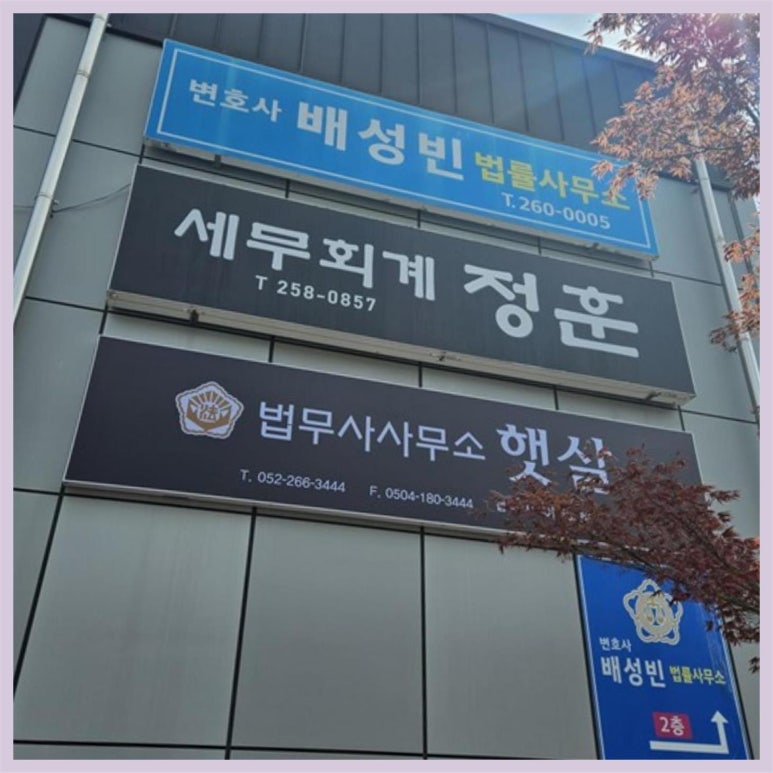 변호사 배성빈 법률사무소
T.260-0005
세무회계 정훈
T 258-0857
법무사사무소 햇심
T. 052-266-3444 F. 0504-180-3444
변호사
배성빈 법률사무소
2층